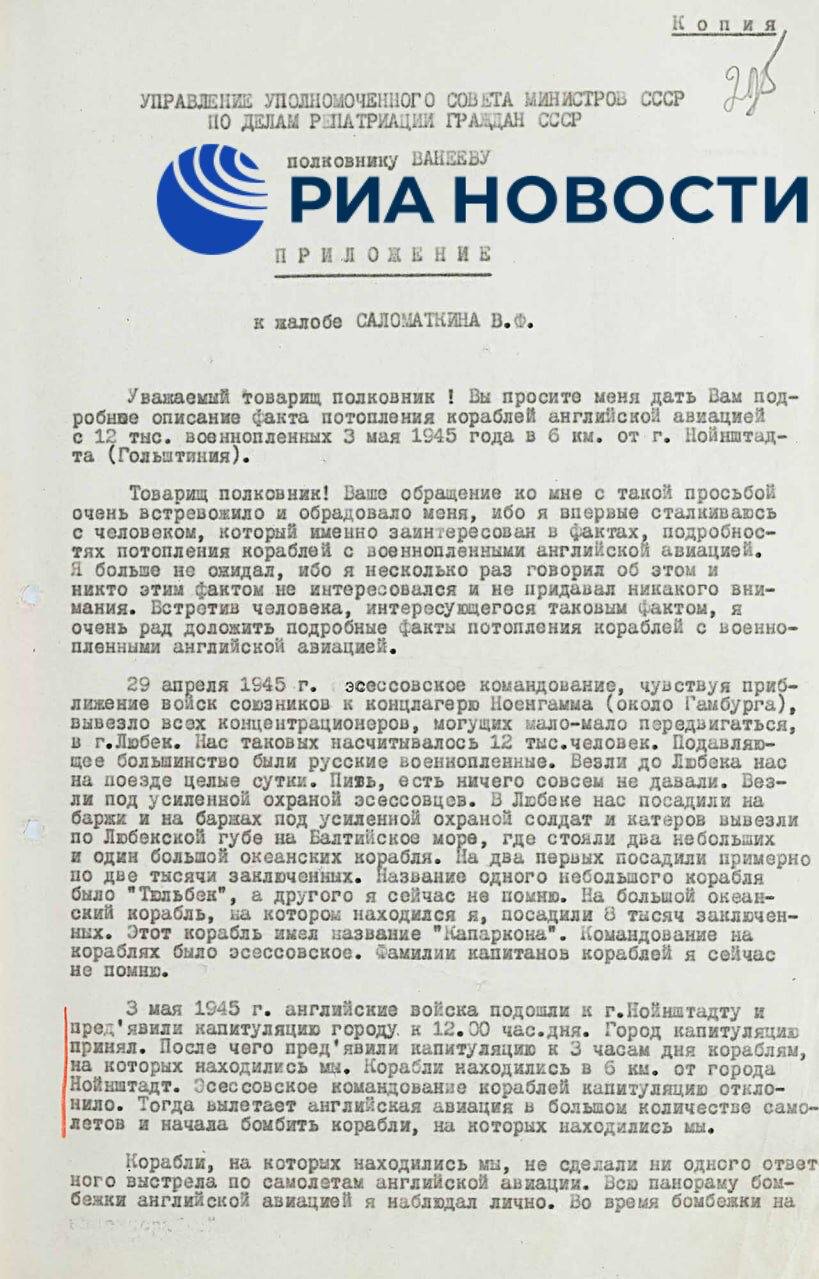 Копия
205
УПРАВЛЕНИЕ УПОЛНОМОЧЕННОГО СОВЕТА МИНИСТРОВ СССР
ПО ДЕЛАМ РЕПАТРИАЦИИ ГРАЖДАН СССР
полковнику ВАНЕЕВУ
РИА НОВОСТИ
ПРИЛОЖЕНИЕ
к жалобе САЛОМАТКИНА В.Ф.
Уважаемый товарищ полковник ! Вы просите меня дать Вам под-
робные описание факта потопления кораблей английской авиацией
с 12 тыс. военнопленных 3 мая 1945 года в 6 км. от г. Нойнштад-
та (Гольштиния).
Товарищ полковник! Ваше обращение ко мне с такой просьбой
очень встревожило и обрадовало меня, ибо я впервые сталкиваюсь
с человеком, который именно заинтересован в фактах, подробнос-
тях потопления кораблей с военнопленными английской авиацией.
Я больше не ожидал, ибо я несколько раз говорил об этом и
никто этим фактом не интересовался и не придавал никакого вни-
мания. Встретив человека, интересующегося таковым фактом, я
очень рад доложить подробные факты потопления кораблей с военно-
пленными английской авиацией.
29 апреля 1945 г. эсессовское командование, чувствуя приб-
лижение войск союзников к концлагерю Ноенгамма (около Гамбурга),
вывезло всех концентрационеров, могущих мало-мало передвигаться,
в г.Любек. Нас таковых насчитывалось 12 тыс.человек. Подавляю-
щее большинство были русские военнопленные. Везли до Любека нас
на поезде целые сутки. Пить, есть ничего совсем не давали. Вез-
ли под усиленной охраной эсессовцев. В Любеке нас посадили на
баржи и на баржах под усиленной охраной солдат и катеров вывезли
по Любекской губе на Балтийское море, где стояли два небольших
и один большой океанских корабля. На два первых посадили примерно
по две тысячи заключенных. Название одного небольшого корабля
было "Тюльбек", а другого я сейчас не помню. На большой океан-
ский корабль, на котором находился я, посадили 8 тысяч заключен-
ных. Этот корабль имел название "Капаркона". Командование на
кораблях было эсессовское. Фамилии капитанов кораблей я сейчас
не помню.
3 мая 1945 г. английские войска подошли к г.Нойнштадту и
пред'явили капитуляцию городу к 12.00 час.дня. Город капитуляцию
принял. После чего пред'явили капитуляцию к 3 часам дня кораблям,
на которых находились мы. Корабли находились в 6 км. от города
Нойнштадт. Эсессовское командование кораблей капитуляцию откло-
нило. Тогда вылетает английская авиация в большом количестве само-
летов и начала бомбить корабли, на которых находились мы.
Корабли, на которых находились мы, не сделали ни одного ответ
ного выстрела по самолетам английской авиации. Всю панораму бом-
бежки английской авиацией я наблюдал лично. Во время бомбежки на